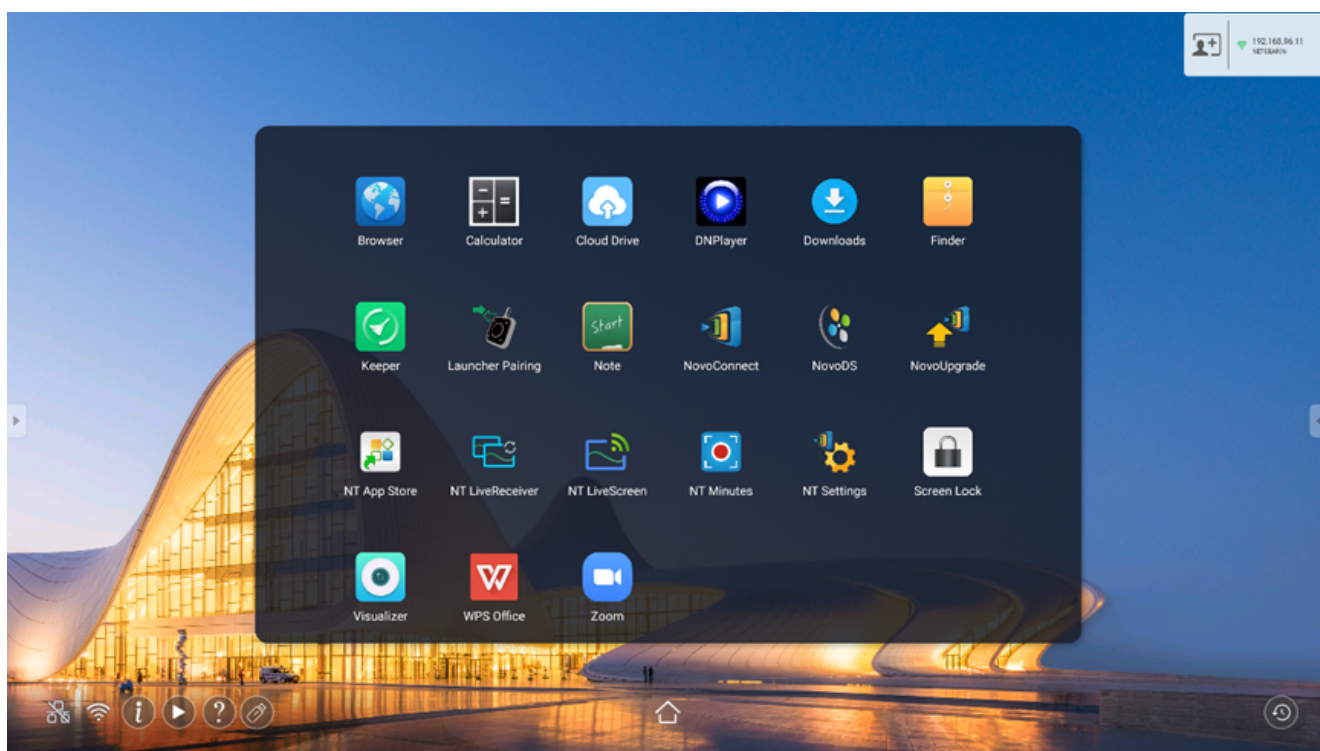 192.168.96.11
Browser
Calculator
Cloud Drive
DNPlayer
Downloads
Finder
Start
Keeper
Launcher Pairing
Note
NovoConnect
NovoDS
NovoUpgrade
NT App Store
NT LiveReceiver
NT LiveScreen
NT Minutes
NT Settings
Screen Lock
Visualizer
WPS Office
Zoom